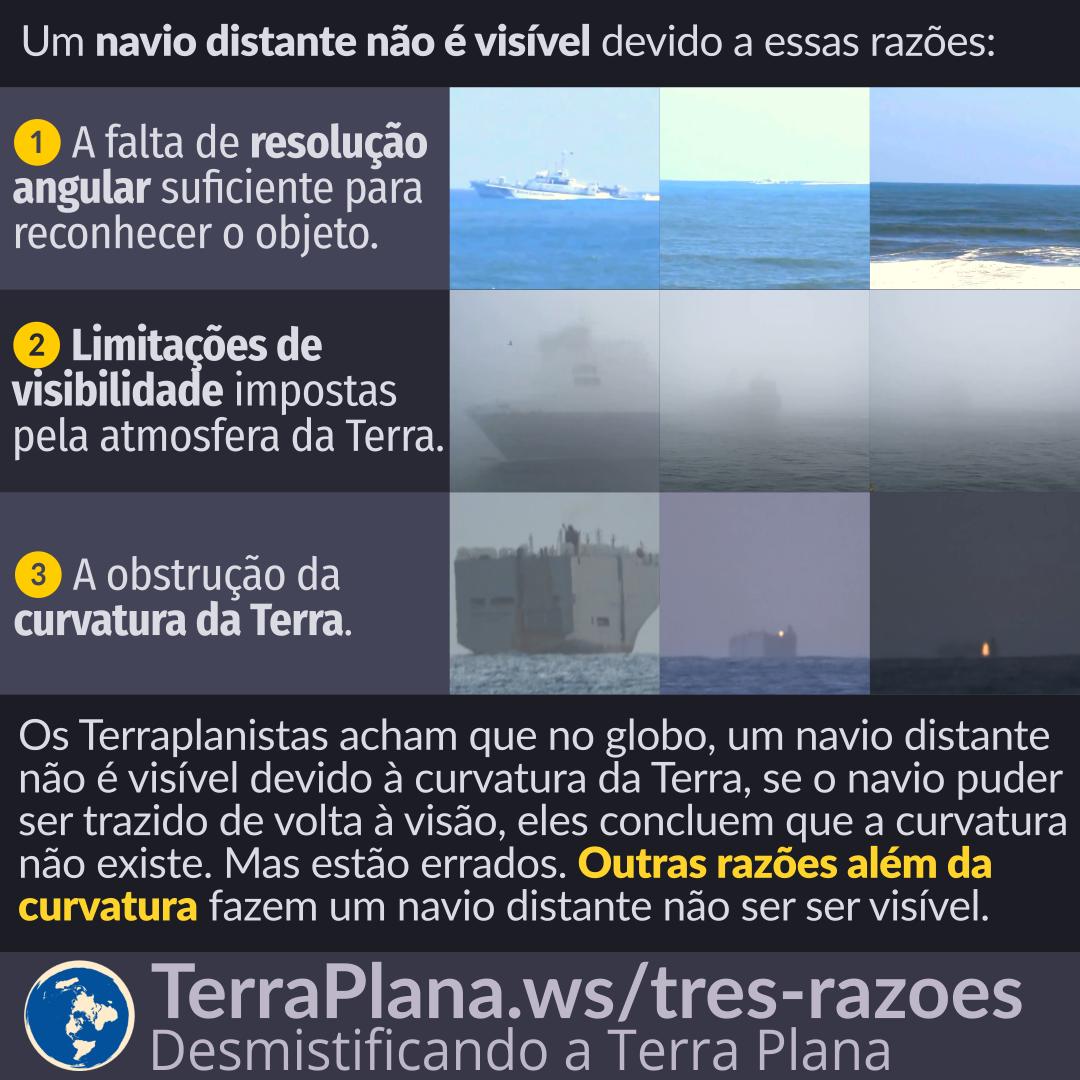 Um navio distante não é visível devido a essas razões:
1 A falta de resolução
angular suficiente para
reconhecer o objeto.
2 Limitações de
visibilidade impostas
pela atmosfera da Terra.
3 A obstrução da
curvatura da Terra.
Os Terraplanistas acham que no globo, um navio distante
não é visível devido à curvatura da Terra, se o navio puder
ser trazido de volta à visão, eles concluem que a curvatura
não existe. Mas estão errados. Outras razões além da
curvatura fazem um navio distante não ser ser visível.
TerraPlana.ws/tres-razoes
Desmistificando a Terra Plana